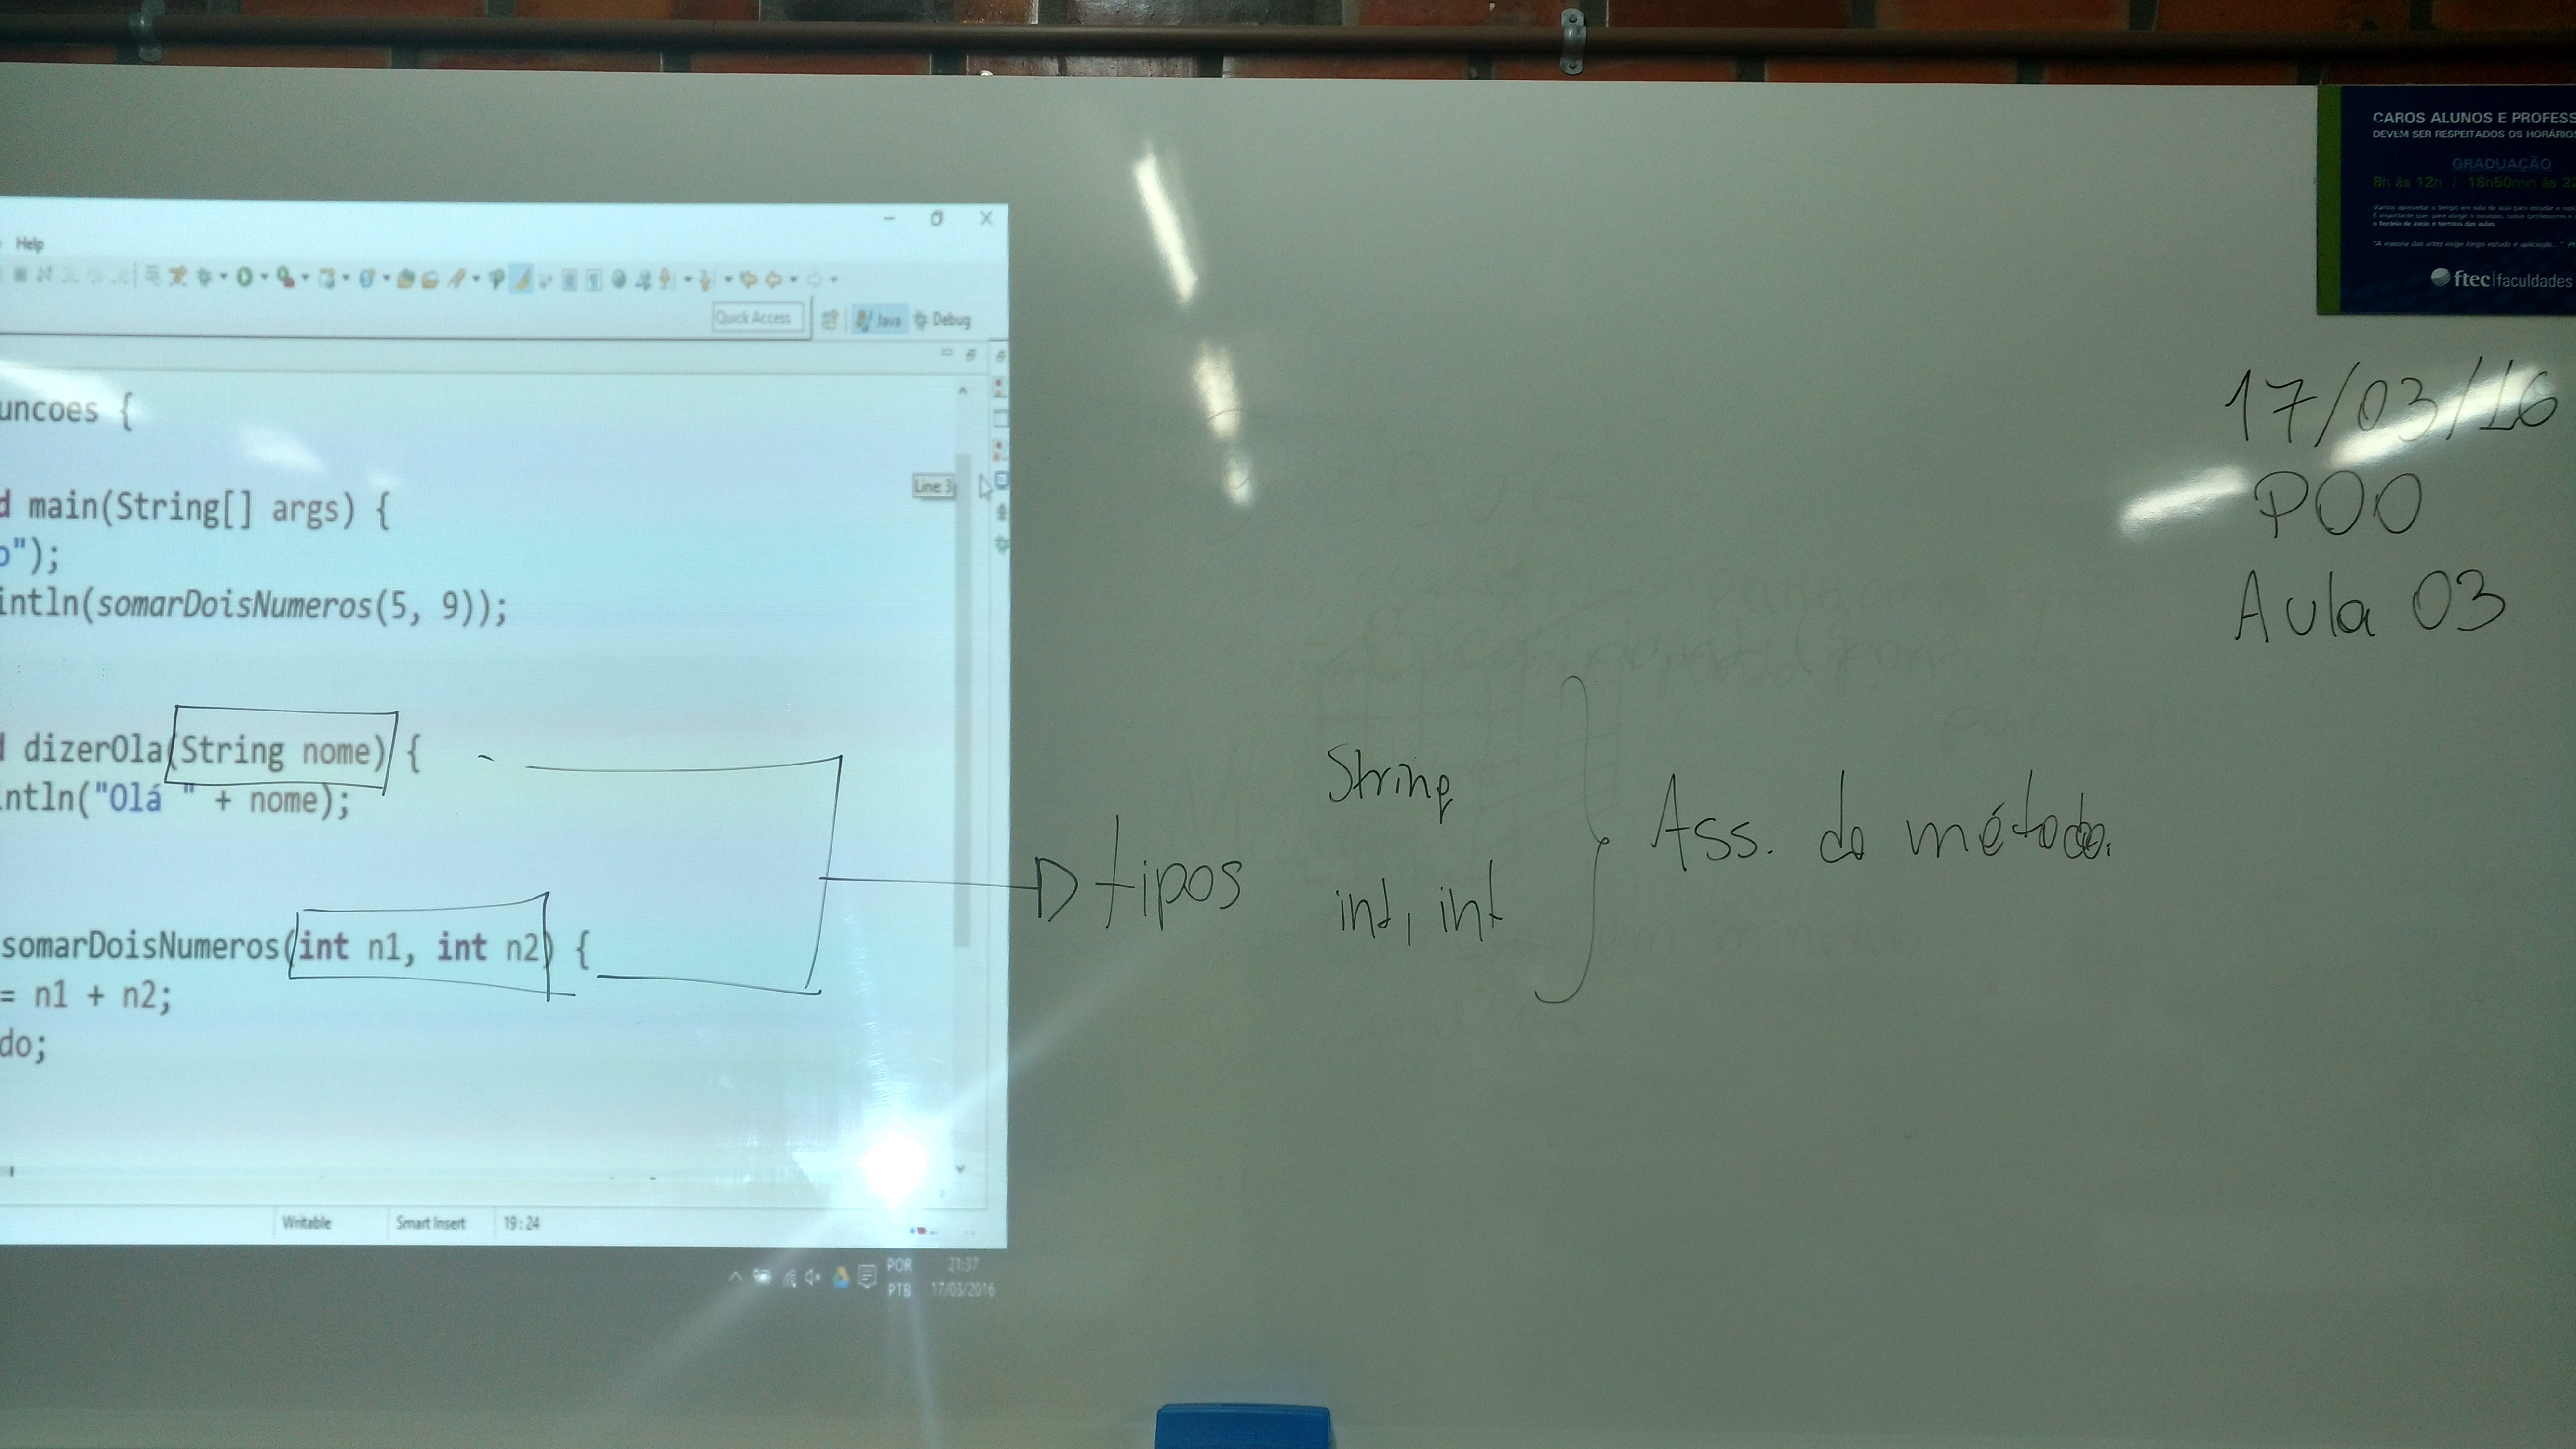 Help
Quick Access
Java
Debug
uncoes {
d main(String[] args) {
o");
intln(somarDoisNumeros(5, 9));
Line: 3
d dizerOla(String nome) {
intln("Olá " + nome);
somarDoisNumeros(int n1, int n2) {
= n1 + n2;
do;
Writable
Smart Insert
19 : 24
POR
PTB
21:37
17/03/2016
tipos
String
int, int
Ass. do método.
CAROS ALUNOS E PROFESS
DEVEM SER RESPEITADOS OS HORÁRIOS
GRADUAÇÃO
8h às 12h / 18h50min às 22
ftec faculdades
17/03/16
POO
Aula 03